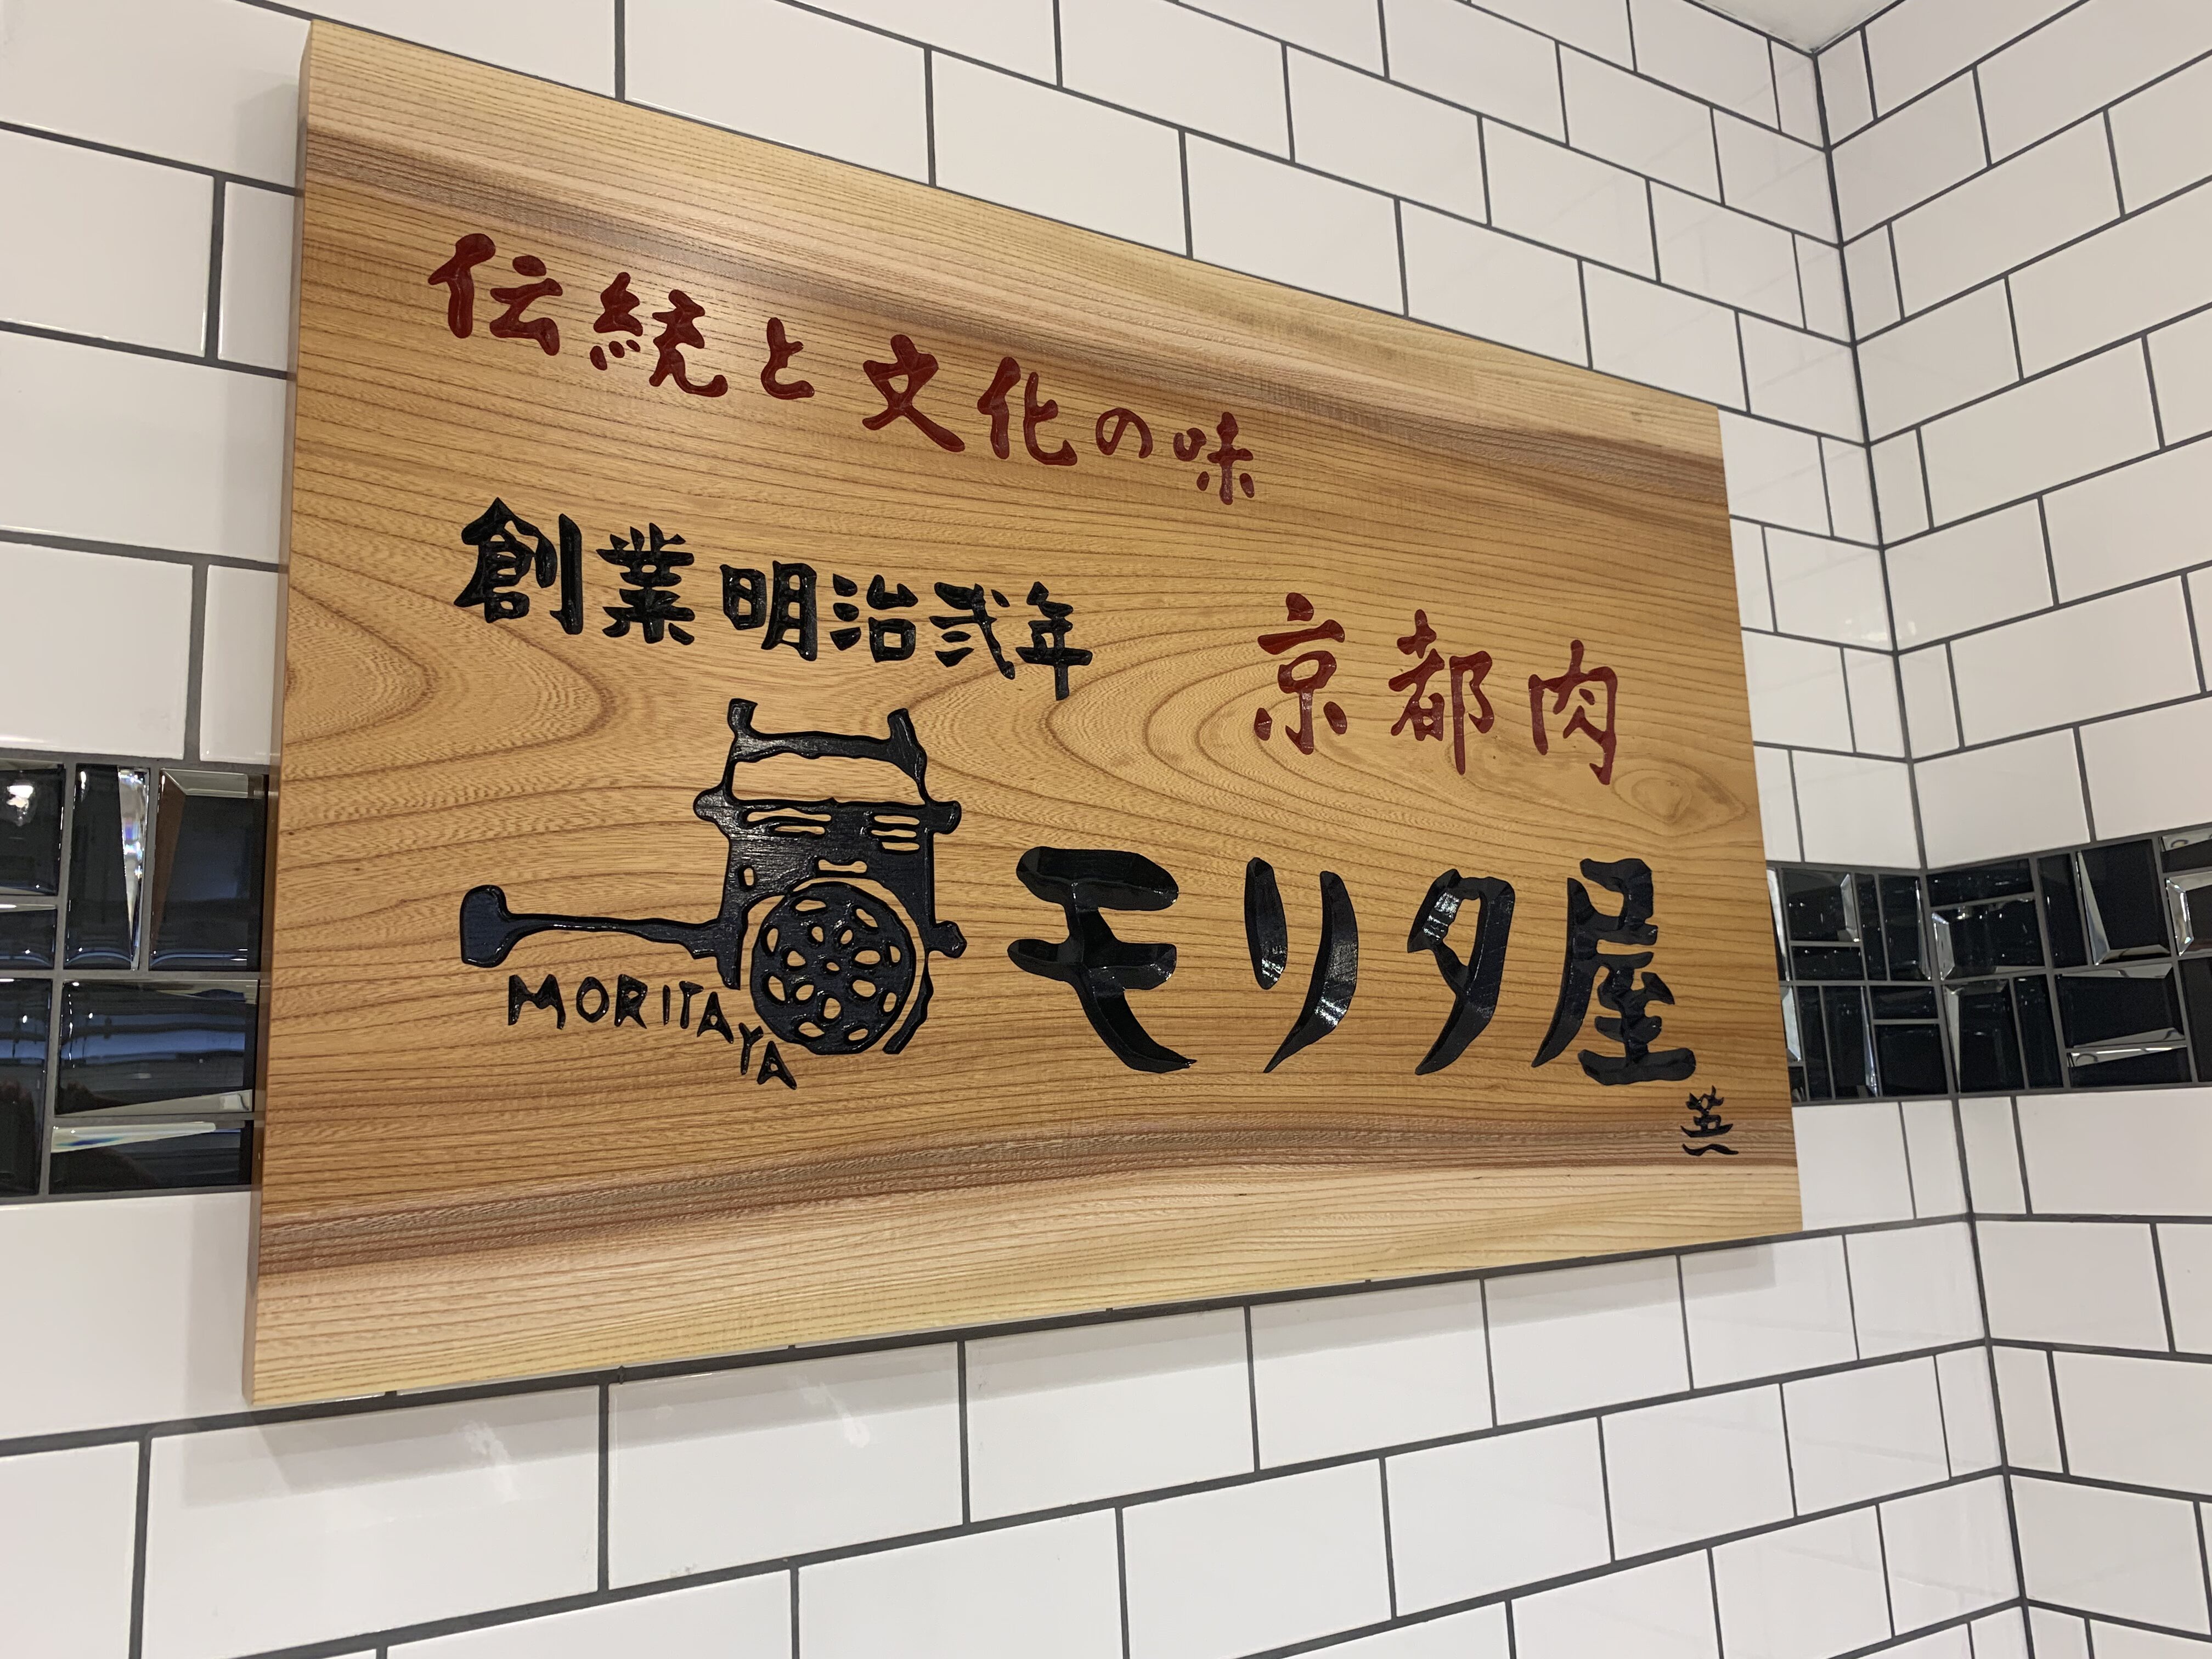 伝統と文化の味
創業明治弐年
京都肉
モリタ屋
MORITAYA